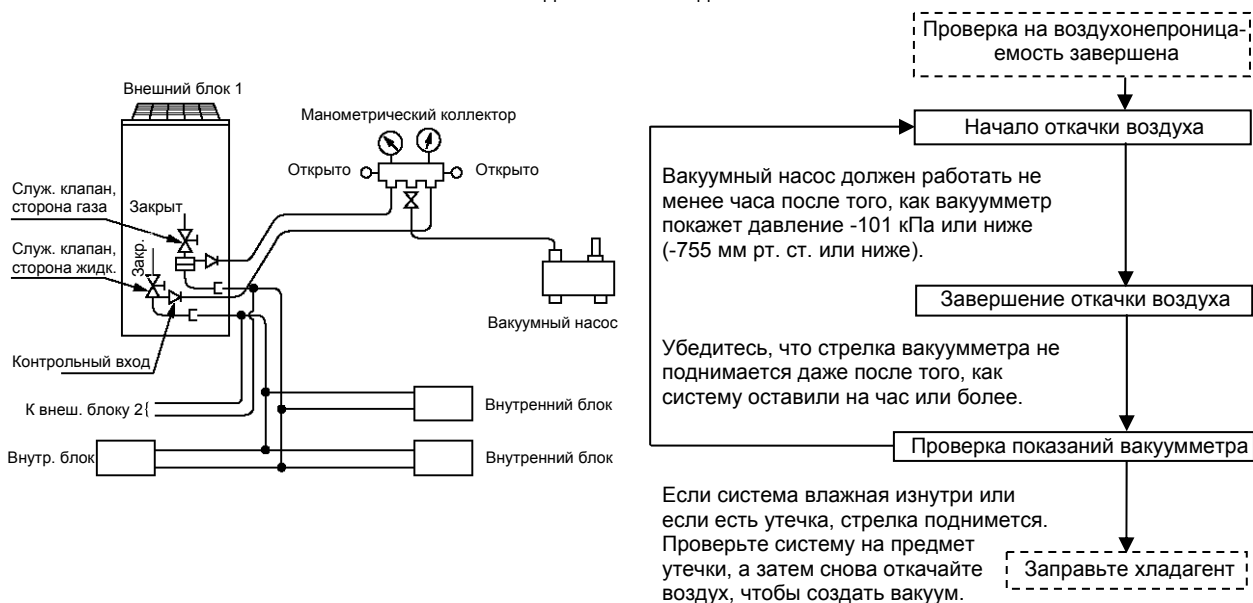 Внешний блок 1
Манометрический коллектор
Открыто
Открыто
Служ. клапан,
сторона газа
Закрыт
Служ. клапан,
сторона жидк.
Закр.
Вакуумный насос
Контрольный вход
К внеш. блоку 2{
Внутренний блок
Внутр. блок
Внутренний блок
Проверка на воздухонепроница-
емость завершена
Начало откачки воздуха
Вакуумный насос должен работать не
менее часа после того, как вакуумметр
покажет давление -101 кПа или ниже
(-755 мм рт. ст. или ниже).
Завершение откачки воздуха
Убедитесь, что стрелка вакуумметра не
поднимается даже после того, как
систему оставили на час или более.
Проверка показаний вакуумметра
Если система влажная изнутри или
если есть утечка, стрелка поднимется.
Проверьте систему на предмет
утечки, а затем снова откачайте
воздух, чтобы создать вакуум.
Заправьте хладагент